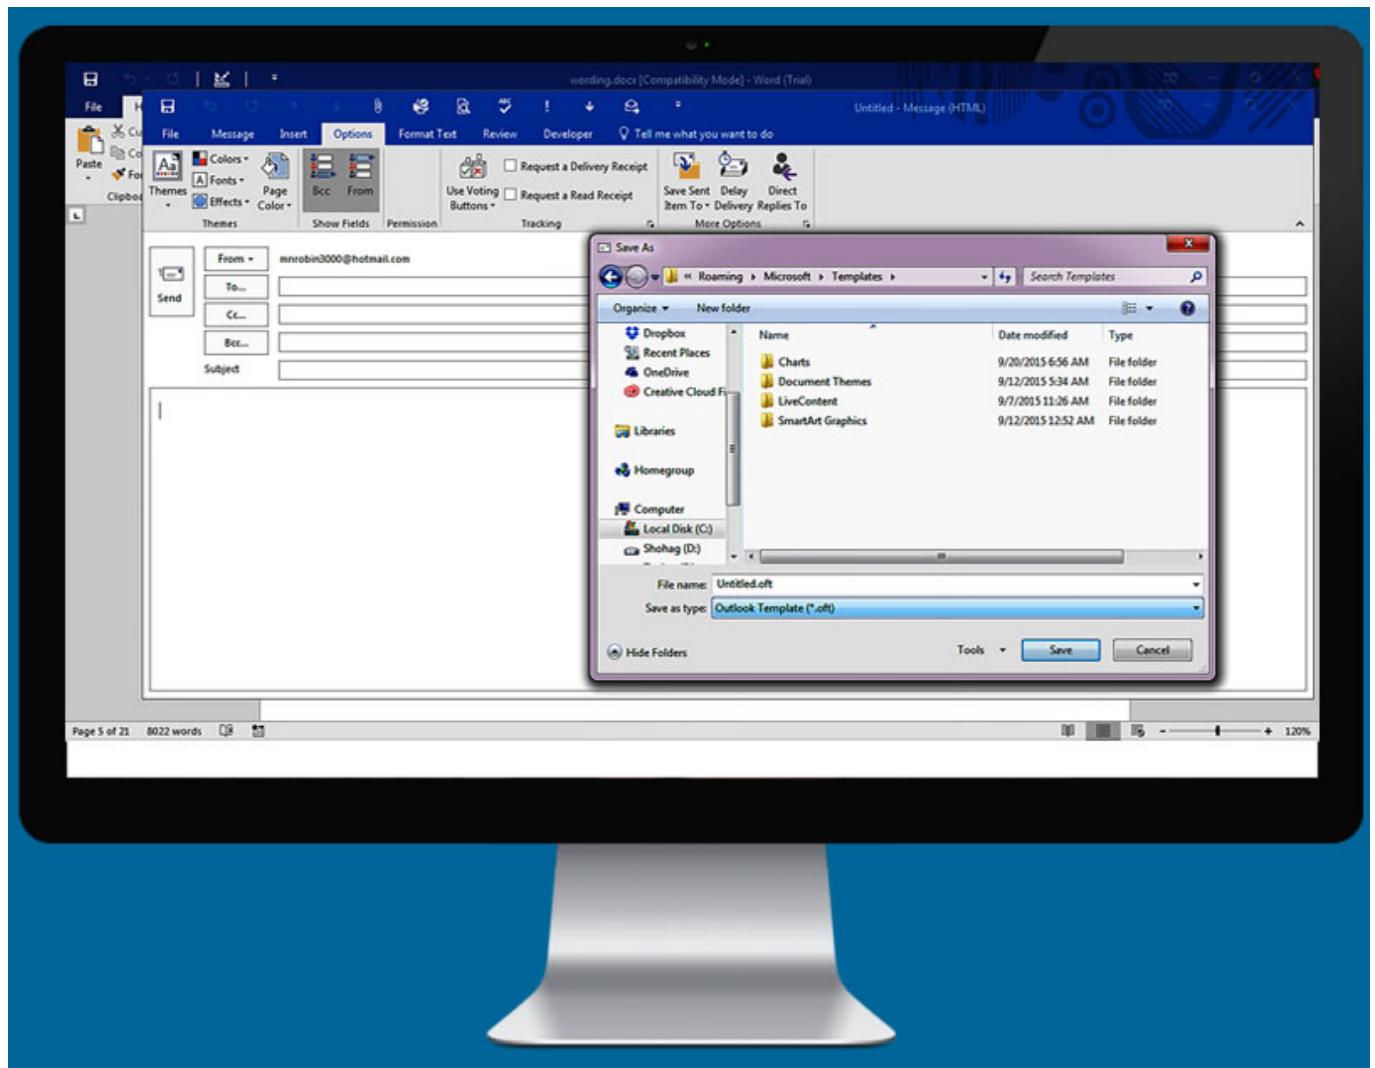 wording.docx [Compatibility Mode] - Word (Trial)
File
Untitled - Message (HTML)
File Message Insert Options Format Text Review Developer Tell me what you want to do
Paste
Clipboa
Themes
Colors
Fonts
Effects
Page Color
Themes
Bcc From
Show Fields
Permission
Use Voting Buttons
Request a Delivery Receipt
Request a Read Receipt
Tracking
Save Sent Item To
Delay Delivery
Direct Replies To
More Options
Send
From mnrobin3000@hotmail.com
To...
Cc...
Bcc...
Subject
Save As
« Roaming Microsoft Templates
Search Templates
Organize New folder
Dropbox
Recent Places
OneDrive
Creative Cloud Fi
Libraries
Homegroup
Computer
Local Disk (C:)
Shohag (D:)
Name Date modified Type
Charts 9/20/2015 6:56 AM File folder
Document Themes 9/12/2015 5:34 AM File folder
LiveContent 9/7/2015 11:26 AM File folder
SmartArt Graphics 9/12/2015 12:52 AM File folder
File name: Untitled.oft
Save as type: Outlook Template (*.oft)
Hide Folders Tools Save Cancel
Page 5 of 21 8022 words 120%